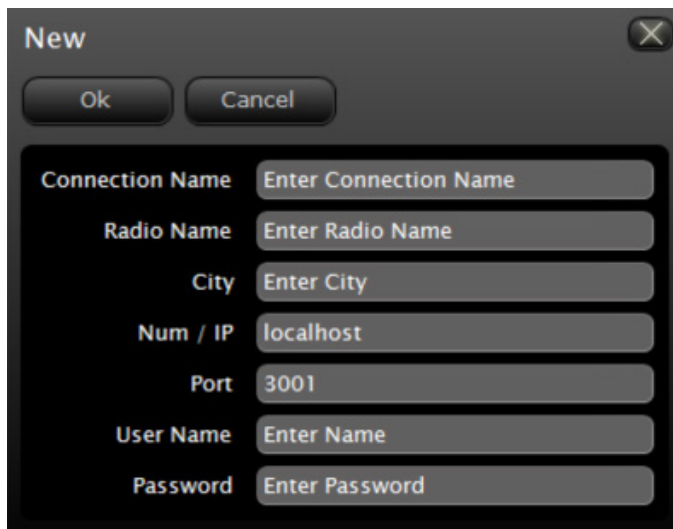 New
Ok Cancel
Connection Name Enter Connection Name
Radio Name Enter Radio Name
City Enter City
Num / IP localhost
Port 3001
User Name Enter Name
Password Enter Password